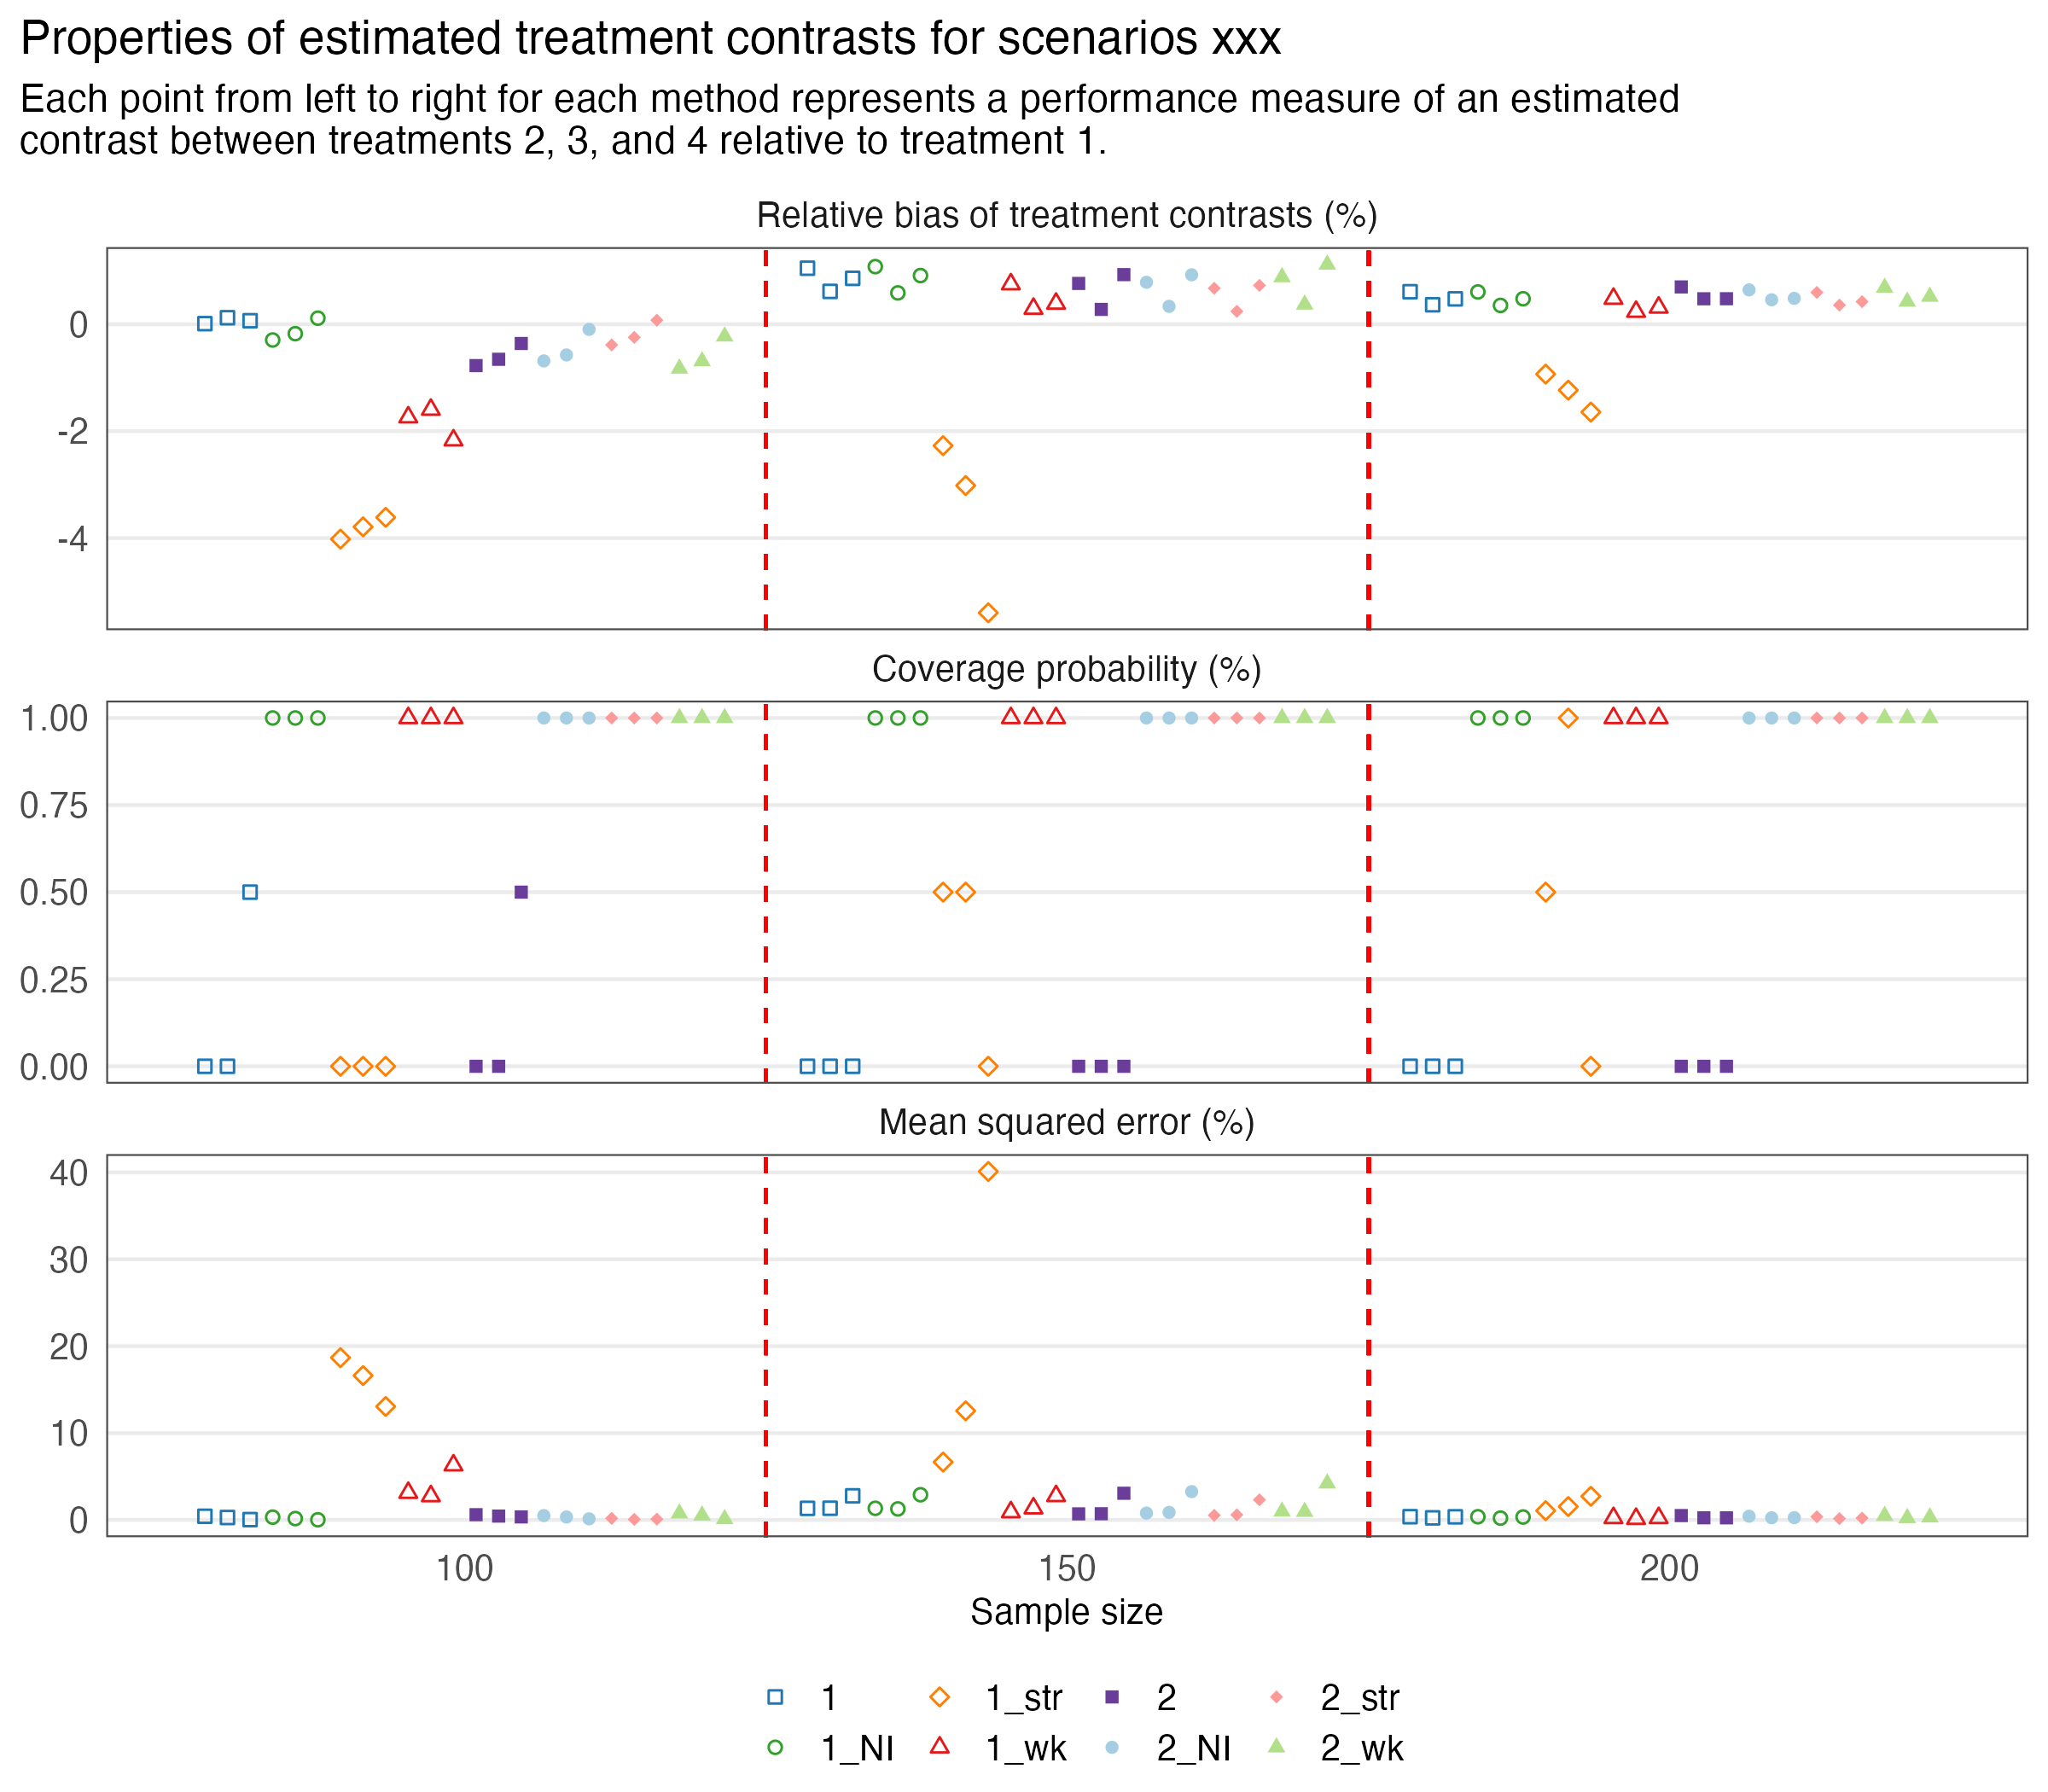 Properties of estimated treatment contrasts for scenarios xxx
Each point from left to right for each method represents a performance measure of an estimated
contrast between treatments 2, 3, and 4 relative to treatment 1.
Relative bias of treatment contrasts (%)
0
-2
-4
Coverage probability (%)
1.00
0.75
0.50
0.25
0.00
Mean squared error (%)
40
30
20
10
0
100 150 200
Sample size
1 1_str 2 2_str
1_NI 1_wk 2_NI 2_wk